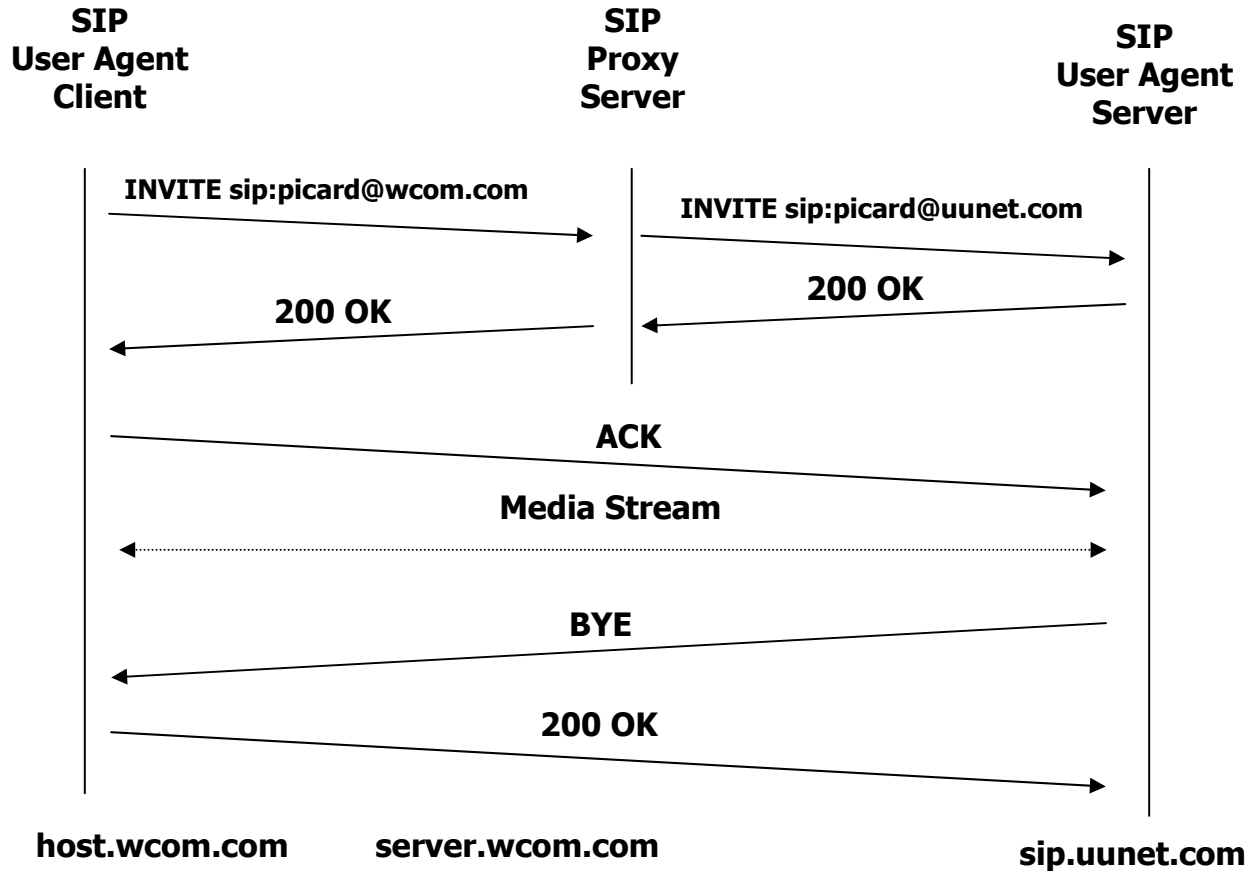 SIP
User Agent
Client
SIP
Proxy
Server
SIP
User Agent
Server
INVITE sip:picard@wcom.com
INVITE sip:picard@uunet.com
200 OK
200 OK
ACK
Media Stream
BYE
200 OK
host.wcom.com
server.wcom.com
sip.uunet.com